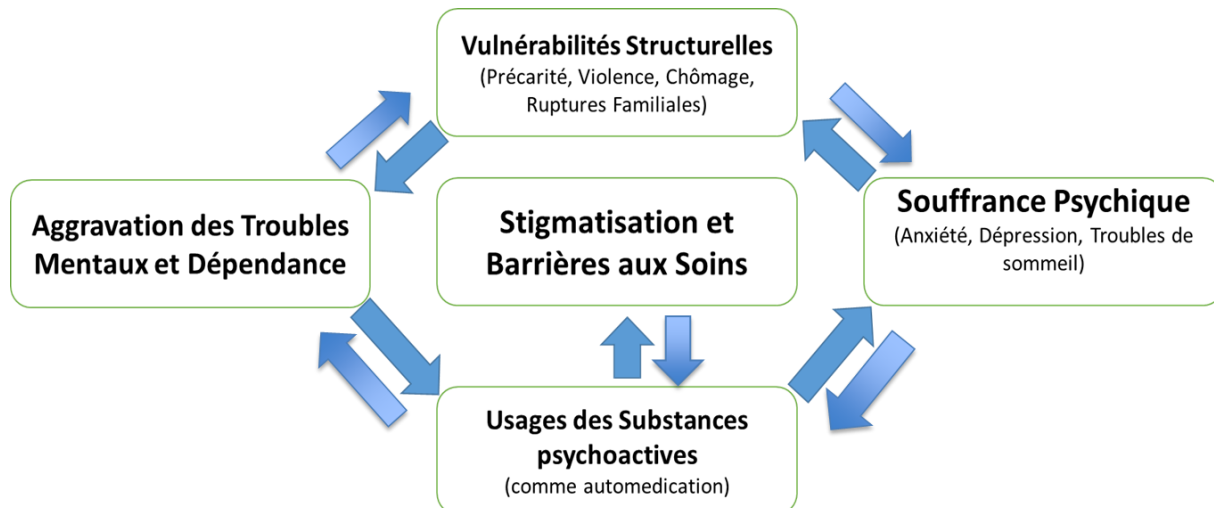 Vulnérabilités Structurelles
(Précarité, Violence, Chômage,
Ruptures Familiales)
Aggravation des Troubles
Mentaux et Dépendance
Stigmatisation et
Barrières aux Soins
Souffrance Psychique
(Anxiété, Dépression, Troubles de
sommeil)
Usages des Substances
psychoactives
(comme automedication)